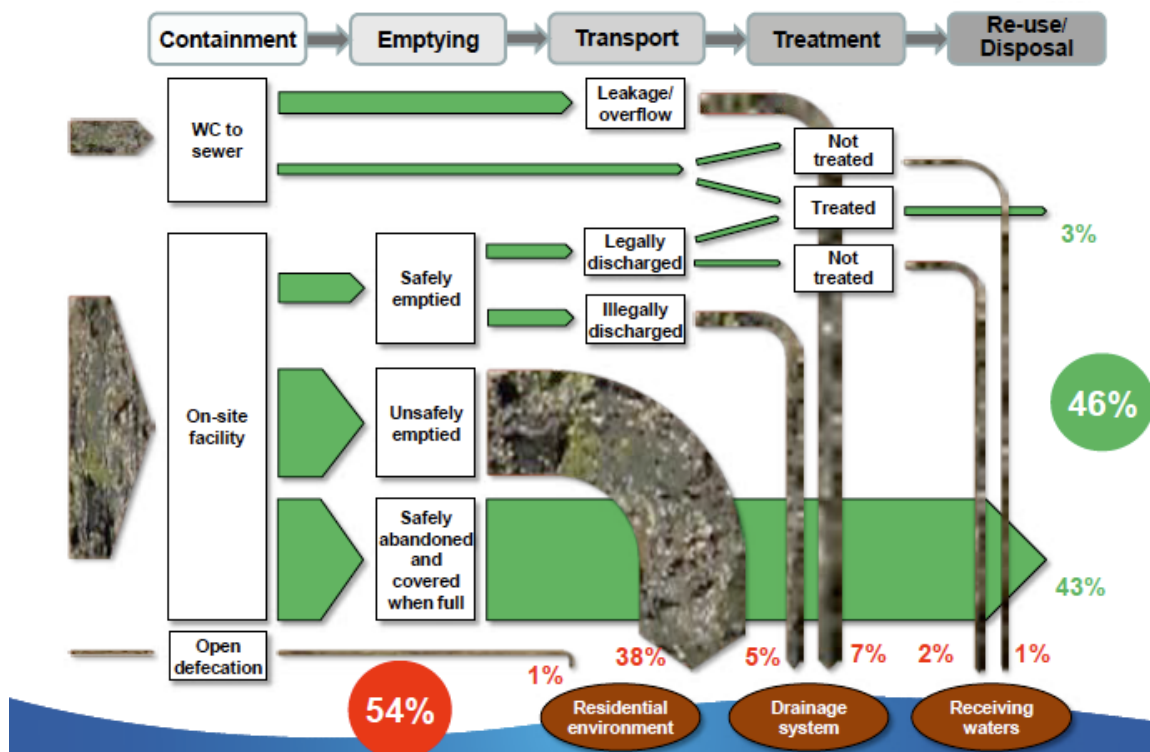 Containment
Emptying
Transport
Treatment
Re-use/
Disposal
WC to
sewer
Leakage/
overflow
Not
treated
Treated
3%
On-site
facility
Safely
emptied
Legally
discharged
Not
treated
Illegally
discharged
Unsafely
emptied
46%
Safely
abandoned
and
covered
when full
43%
Open
defecation
1%
38%
5%
7%
2%
1%
54%
Residential
environment
Drainage
system
Receiving
waters